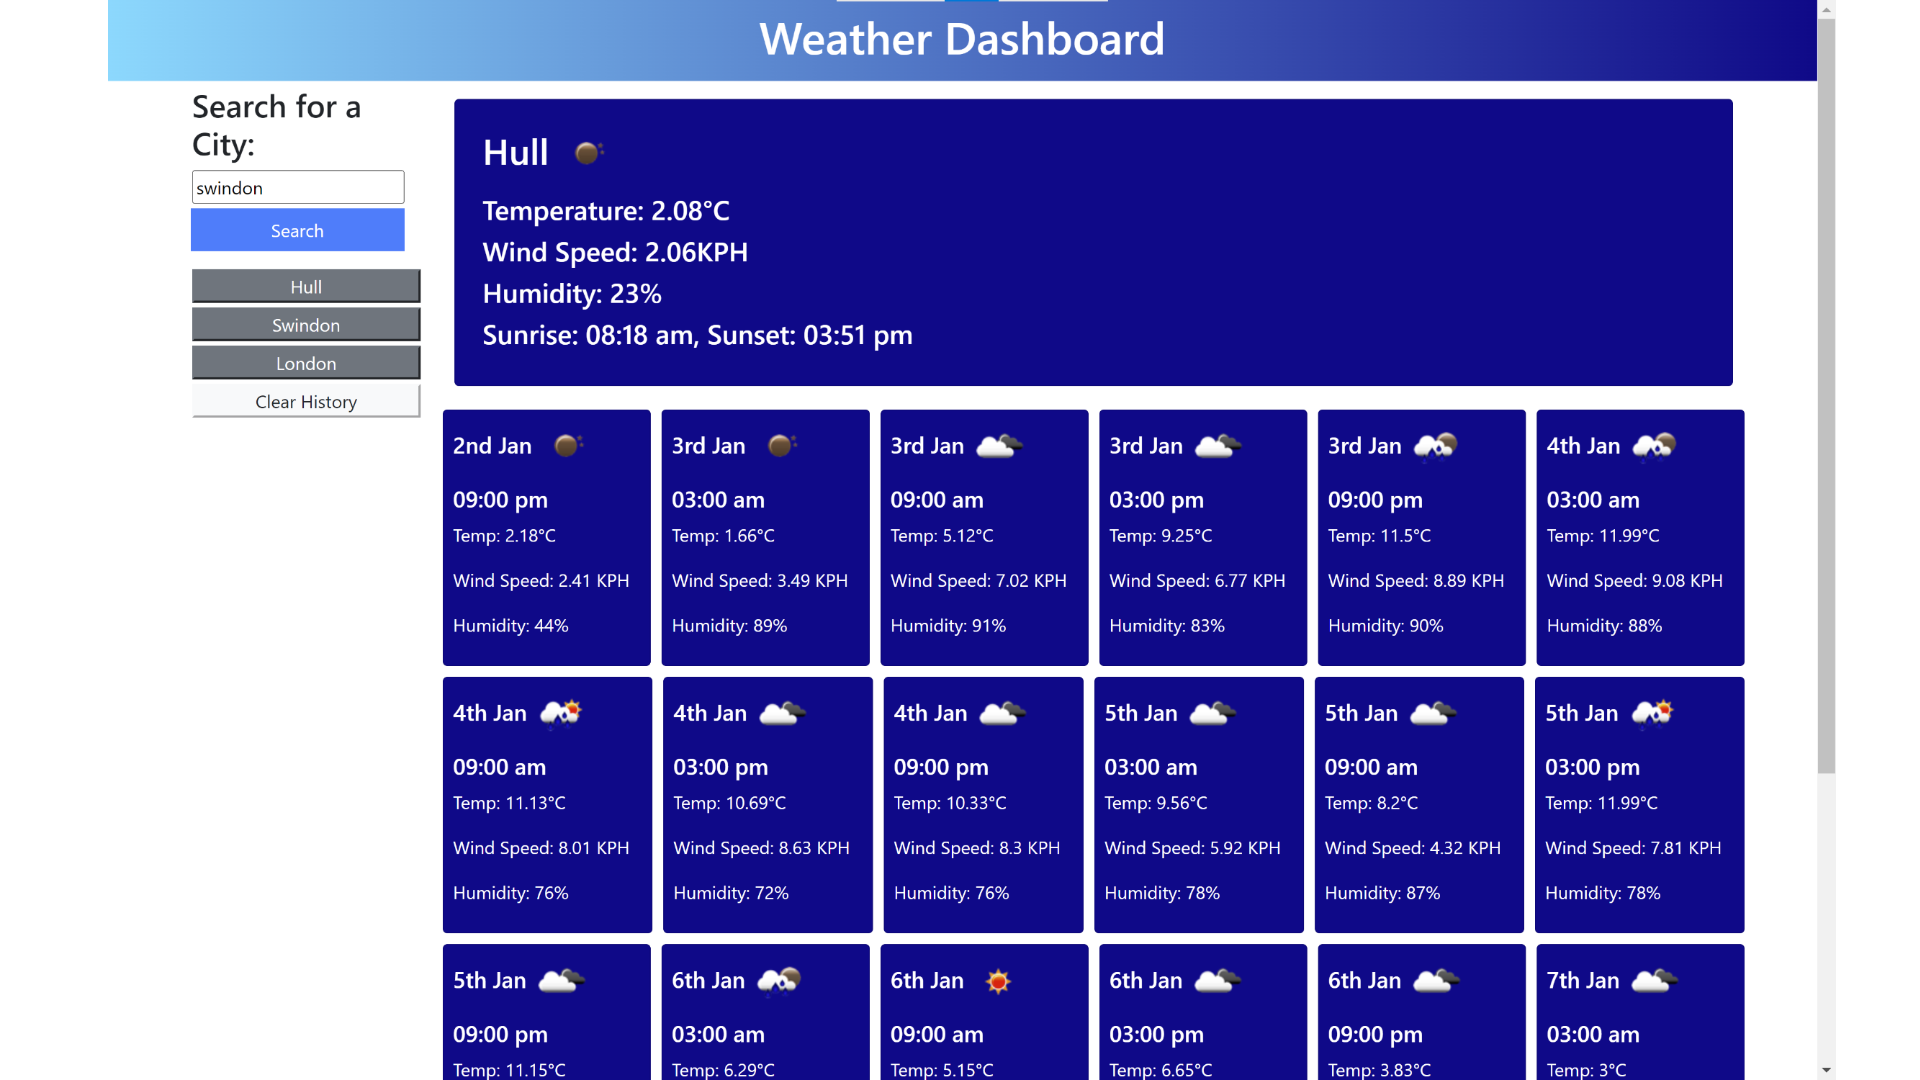 Weather Dashboard
Search for a
City:
swindon
Search
Hull
Swindon
London
Clear History
Hull
Temperature: 2.08°C
Wind Speed: 2.06KPH
Humidity: 23%
Sunrise: 08:18 am, Sunset: 03:51 pm
2nd Jan
09:00 pm
Temp: 2.18°C
Wind Speed: 2.41 KPH
Humidity: 44%
3rd Jan
03:00 am
Temp: 1.66°C
Wind Speed: 3.49 KPH
Humidity: 89%
3rd Jan
09:00 am
Temp: 5.12°C
Wind Speed: 7.02 KPH
Humidity: 91%
3rd Jan
03:00 pm
Temp: 9.25°C
Wind Speed: 6.77 KPH
Humidity: 83%
3rd Jan
09:00 pm
Temp: 11.5°C
Wind Speed: 8.89 KPH
Humidity: 90%
4th Jan
03:00 am
Temp: 11.99°C
Wind Speed: 9.08 KPH
Humidity: 88%
4th Jan
09:00 am
Temp: 11.13°C
Wind Speed: 8.01 KPH
Humidity: 76%
4th Jan
03:00 pm
Temp: 10.69°C
Wind Speed: 8.63 KPH
Humidity: 72%
4th Jan
09:00 pm
Temp: 10.33°C
Wind Speed: 8.3 KPH
Humidity: 76%
5th Jan
03:00 am
Temp: 9.56°C
Wind Speed: 5.92 KPH
Humidity: 78%
5th Jan
09:00 am
Temp: 8.2°C
Wind Speed: 4.32 KPH
Humidity: 87%
5th Jan
03:00 pm
Temp: 11.99°C
Wind Speed: 7.81 KPH
Humidity: 78%
5th Jan
09:00 pm
Temp: 11.15°C
6th Jan
03:00 am
Temp: 6.29°C
6th Jan
09:00 am
Temp: 5.15°C
6th Jan
03:00 pm
Temp: 6.65°C
6th Jan
09:00 pm
Temp: 3.83°C
7th Jan
03:00 am
Temp: 3°C